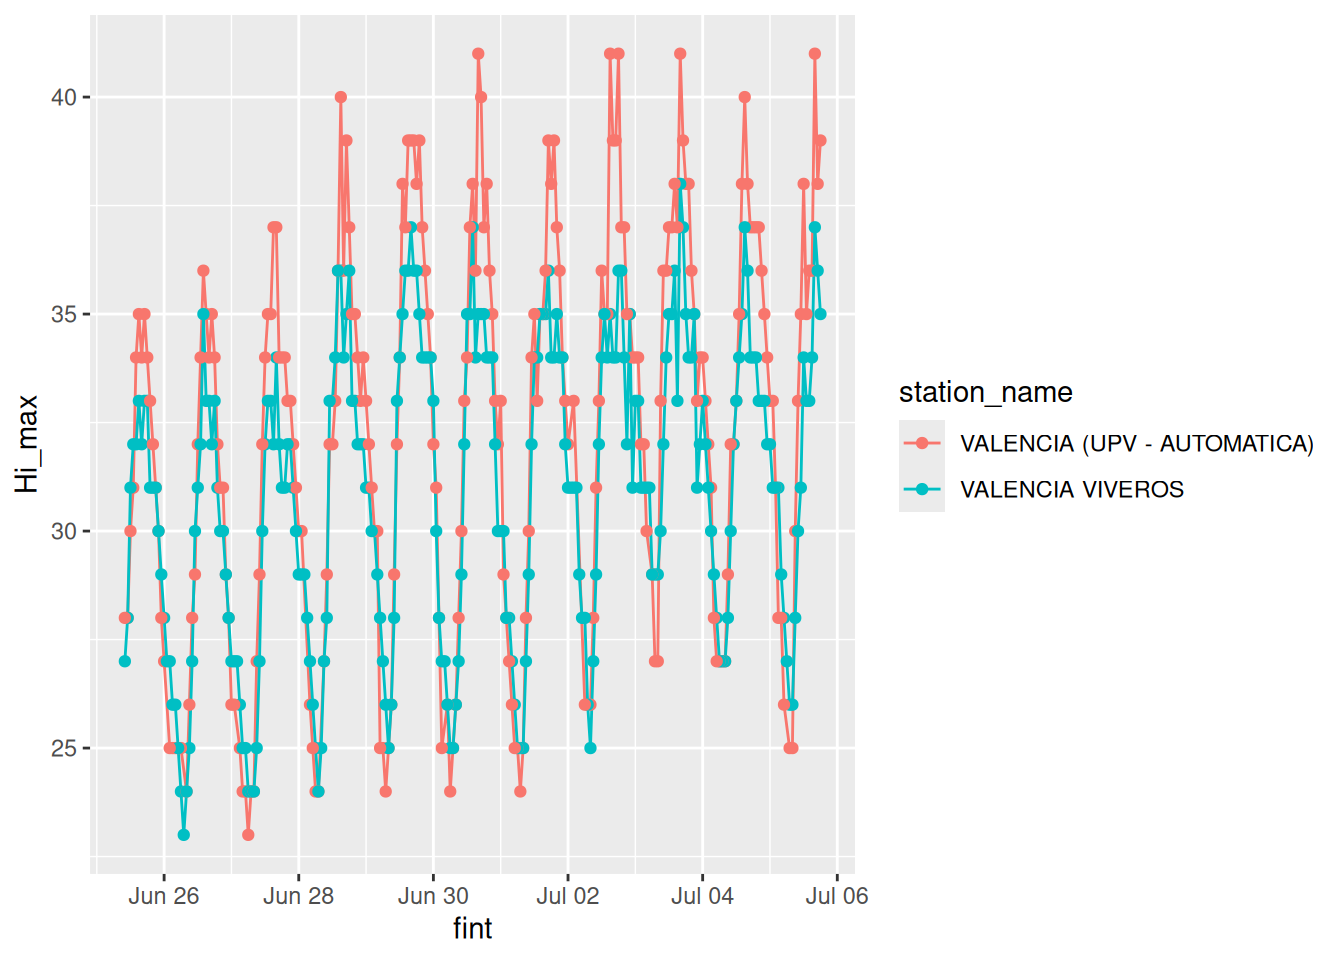 Hi_max
40
35
30
25
Jun 26
Jun 28
Jun 30
Jul 02
Jul 04
Jul 06
fint
station_name
VALENCIA (UPV - AUTOMATICA)
VALENCIA VIVEROS